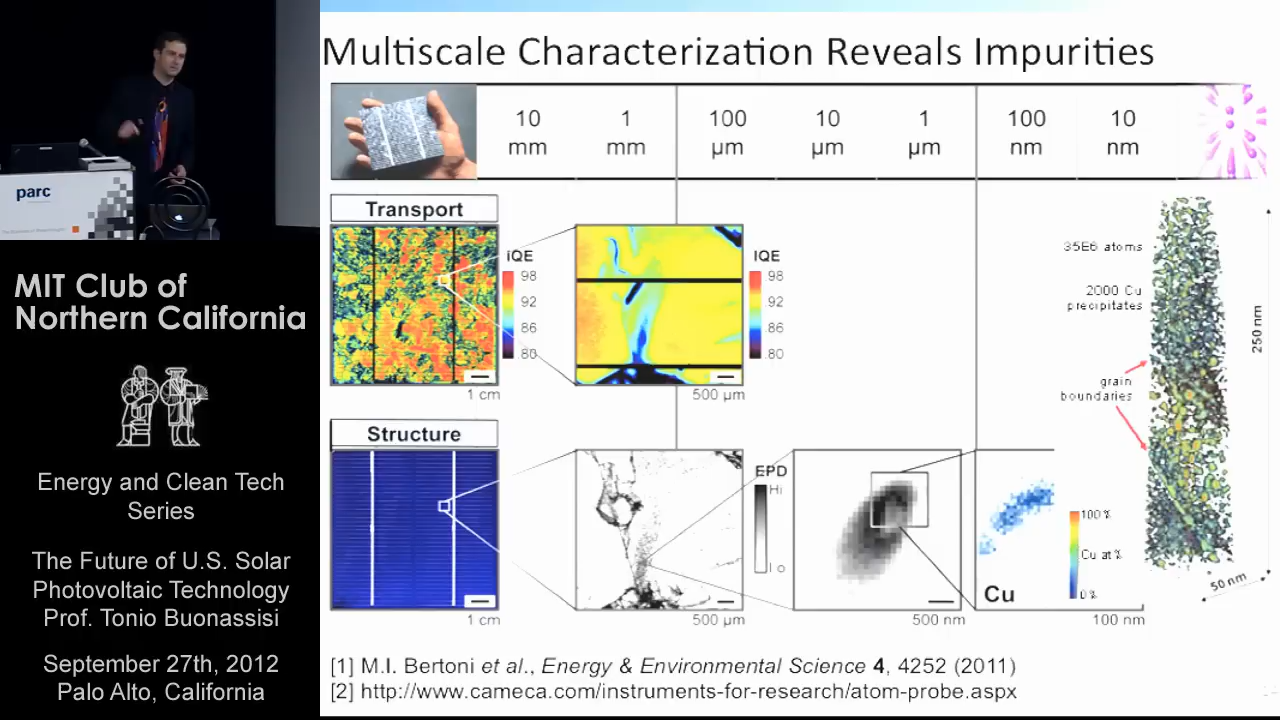 parc
MIT Club of
Northern California
Energy and Clean Tech
Series
The Future of U.S. Solar
Photovoltaic Technology
Prof. Tonio Buonassisi
September 27th, 2012
Palo Alto, California
Multiscale Characterization Reveals Impurities
10 mm
1 mm
100 µm
10 µm
1 µm
100 nm
10 nm
Transport
IQE
98
92
86
80
1 cm
IQE
98
92
86
80
500 µm
35E6 atoms
2000 Cu
precipitates
grain
boundaries
250 nm
50 nm
Structure
1 cm
EPD
Hi
Lo
500 µm
500 nm
Cu
100 %
Cu at %
0 %
100 nm
[1] M.I. Bertoni et al., Energy & Environmental Science 4, 4252 (2011)
[2] http://www.cameca.com/instruments-for-research/atom-probe.aspx